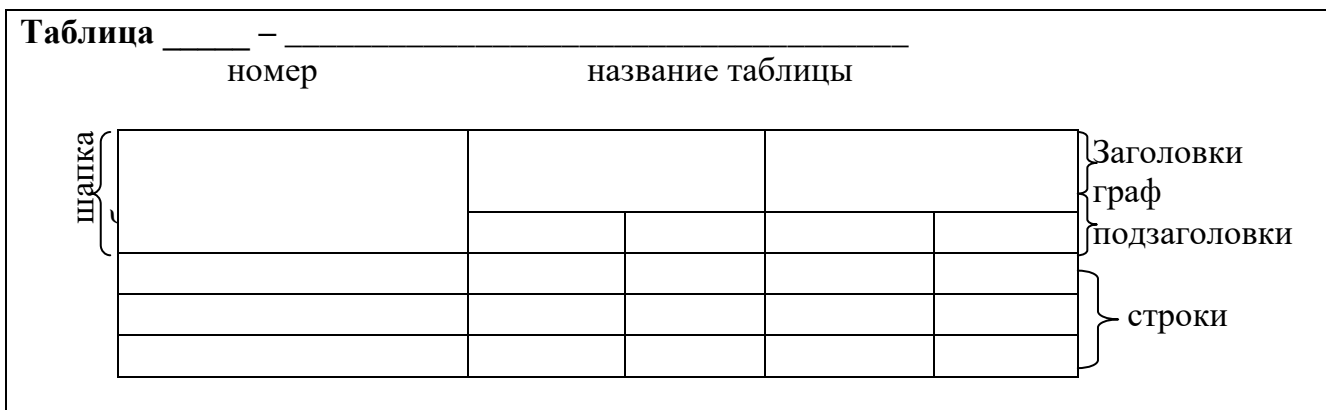 Таблица _____ – ____________________________________
номер название таблицы
шапка
Заголовки
граф
подзаголовки
строки